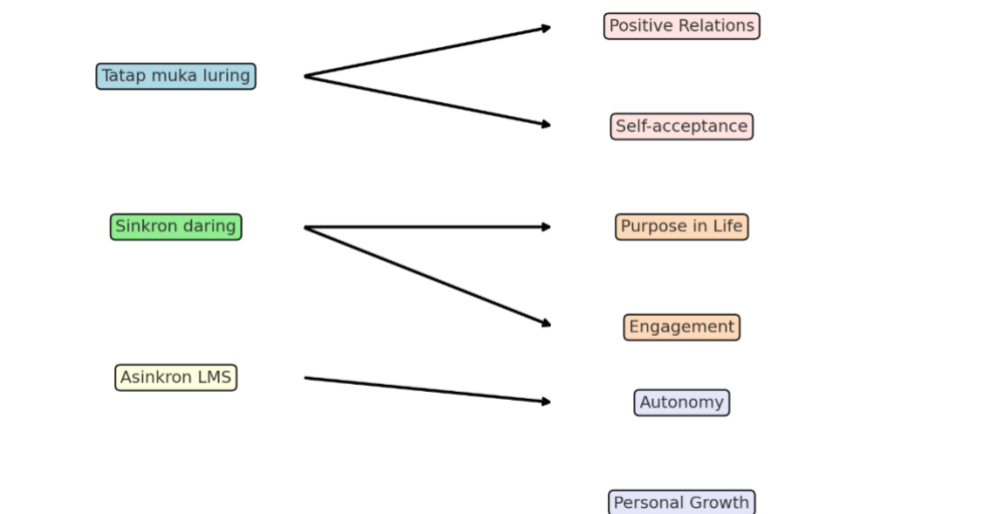 Positive Relations
Tatap muka luring
Self-acceptance
Sinkron daring
Purpose in Life
Engagement
Asinkron LMS
Autonomy
Personal Growth